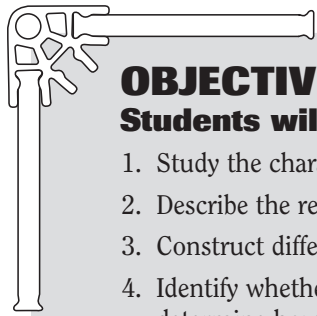 OBJECTIV
Students wil
1. Study the char
2. Describe the re
3. Construct diffe
4. Identify whethe